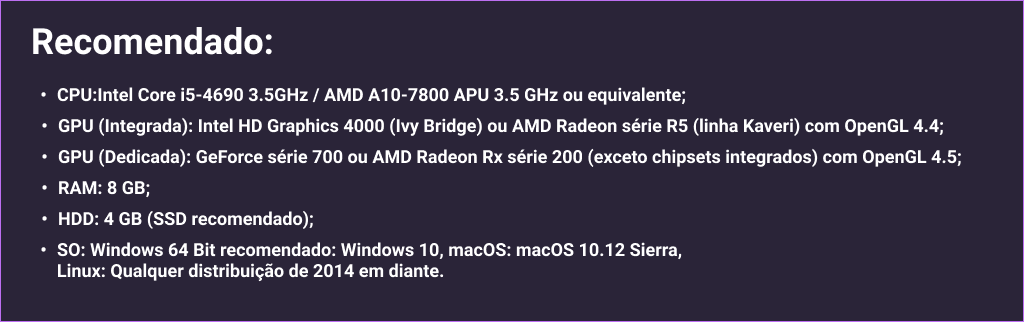 Recomendado:
• CPU:Intel Core i5-4690 3.5GHz / AMD A10-7800 APU 3.5 GHz ou equivalente;
• GPU (Integrada): Intel HD Graphics 4000 (Ivy Bridge) ou AMD Radeon série R5 (linha Kaveri) com OpenGL 4.4;
• GPU (Dedicada): GeForce série 700 ou AMD Radeon Rx série 200 (exceto chipsets integrados) com OpenGL 4.5;
• RAM: 8 GB;
• HDD: 4 GB (SSD recomendado);
• SO: Windows 64 Bit recomendado: Windows 10, macOS: macOS 10.12 Sierra,
Linux: Qualquer distribuição de 2014 em diante.